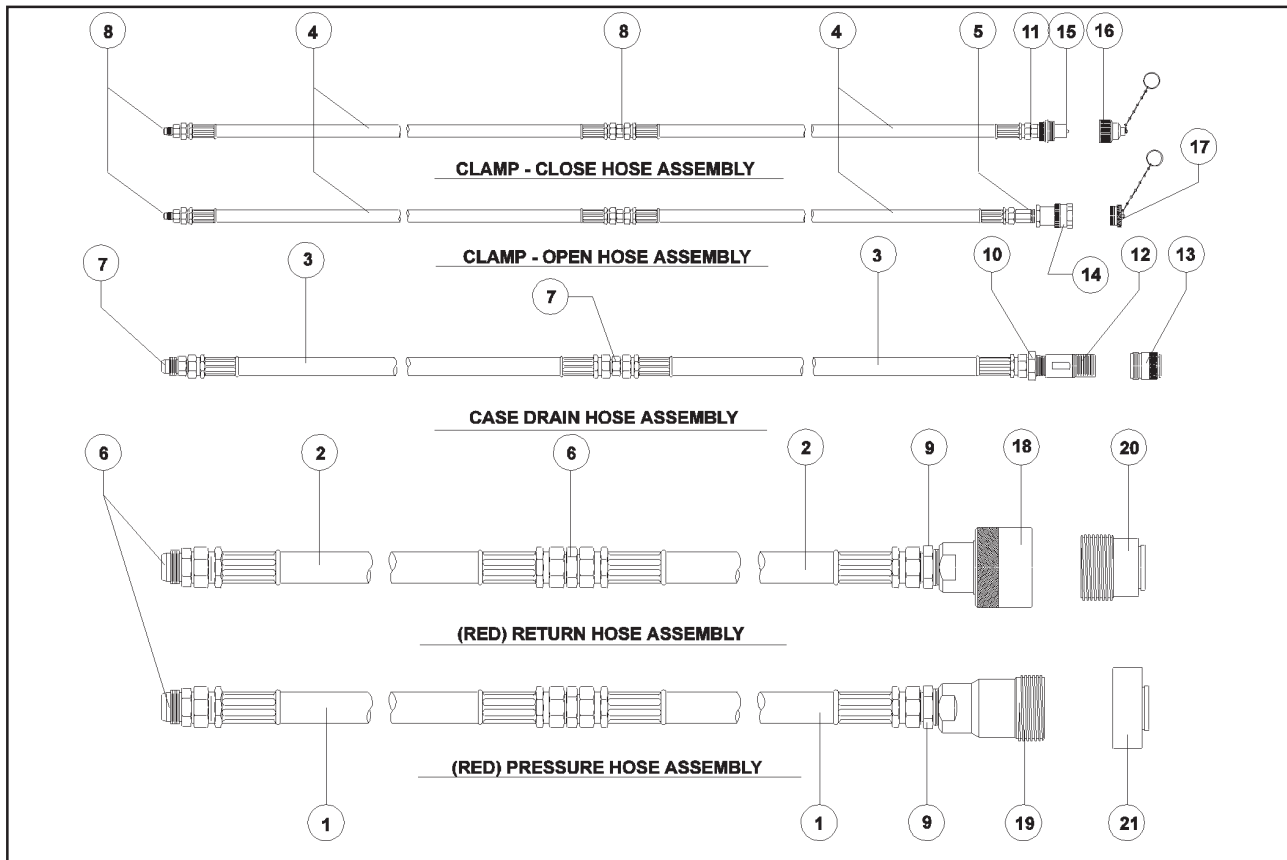 8 4 8 4 5 11 15 16
CLAMP - CLOSE HOSE ASSEMBLY
17
CLAMP - OPEN HOSE ASSEMBLY
7 3 7 3 10 14 12 13
CASE DRAIN HOSE ASSEMBLY
6 2 6 2 9 18 20
(RED) RETURN HOSE ASSEMBLY
(RED) PRESSURE HOSE ASSEMBLY
1 1 9 19 21